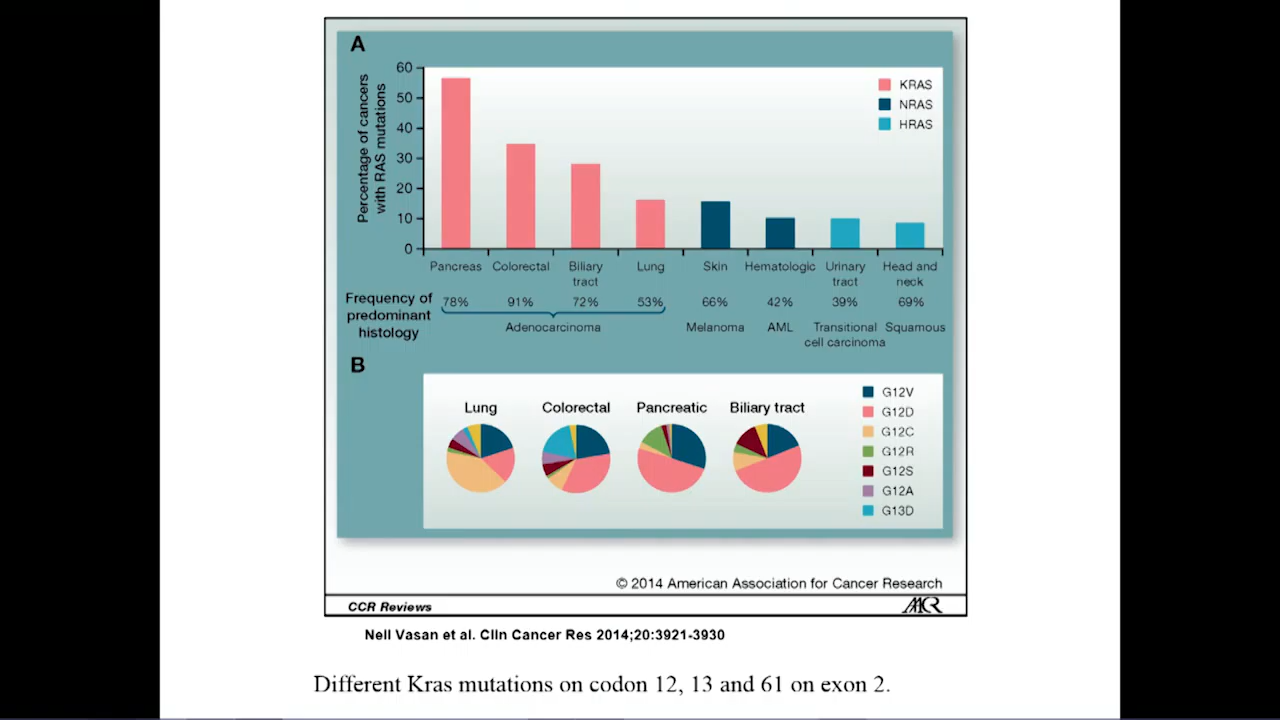 A
Percentage of cancers
with RAS mutations
60
50
40
30
20
10
0
KRAS
NRAS
HRAS
Pancreas Colorectal Biliary tract Lung Skin Hematologic Urinary tract Head and neck
Frequency of predominant histology
78% 91% 72% 53% 66% 42% 39% 69%
Adenocarcinoma Melanoma AML Transitional cell carcinoma Squamous
B
Lung Colorectal Pancreatic Biliary tract
G12V
G12D
G12C
G12R
G12S
G12A
G13D
© 2014 American Association for Cancer Research
CCR Reviews AACR
Neil Vasan et al. Clin Cancer Res 2014;20:3921-3930
Different Kras mutations on codon 12, 13 and 61 on exon 2.